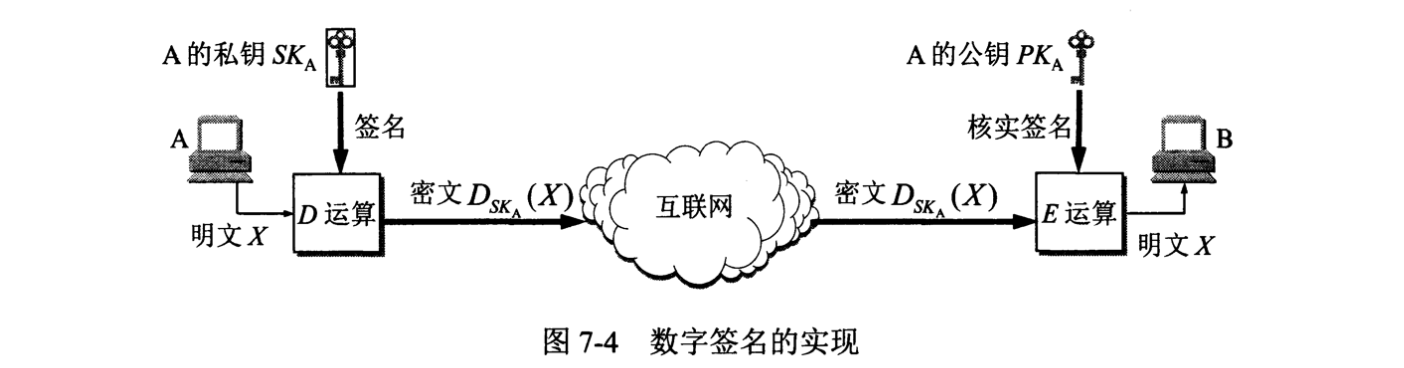 A 的私钥 SK_A
A 的公钥 PK_A
签名
核实签名
A
B
D 运算
密文 D_{SK_A}(X)
互联网
密文 D_{SK_A}(X)
E 运算
明文 X
明文 X
图 7-4 数字签名的实现